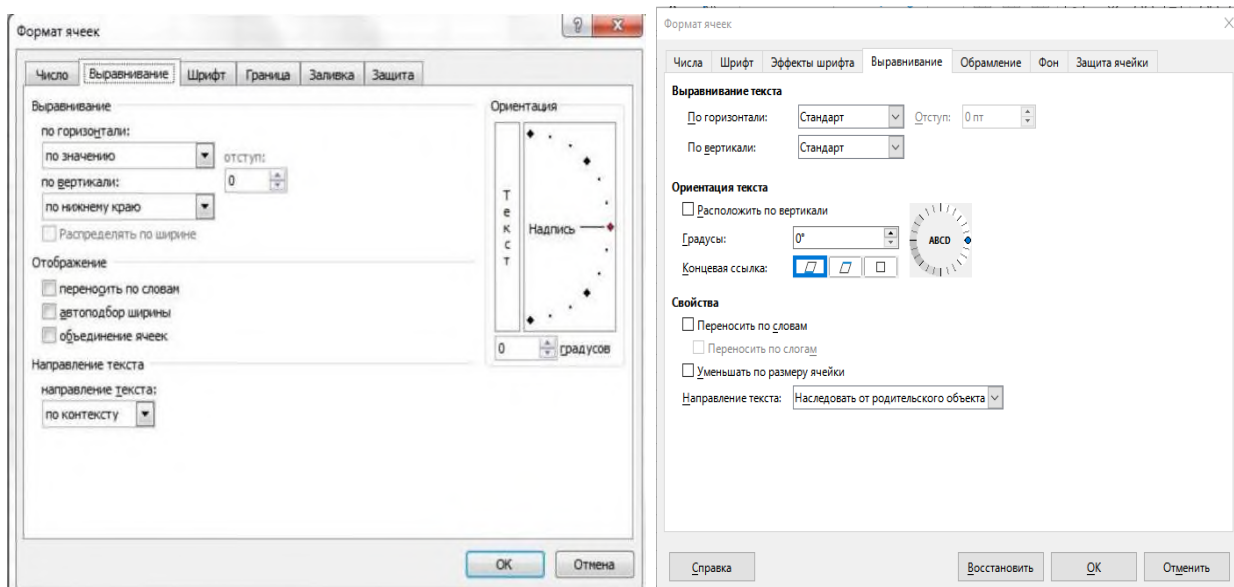 Формат ячеек
Число Выравнивание Шрифт Граница Заливка Защита
Выравнивание
по горизонтали:
по значению
отступ:
по вертикали:
0
по нижнему краю
Распределять по ширине
Отображение
переносить по словам
автоподбор ширины
объединение ячеек
Направление текста
направление текста:
по контексту
Ориентация
Текст
Надпись
0 градусов
ОК Отмена
Формат ячеек
Числа Шрифт Эффекты шрифта Выравнивание Обрамление Фон Защита ячейки
Выравнивание текста
По горизонтали: Стандарт Отступ: 0 пт
По вертикали: Стандарт
Ориентация текста
Расположить по вертикали
Градусы: 0°
ABCD
Концевая ссылка:
Свойства
Переносить по словам
Переносить по слогам
Уменьшать по размеру ячейки
Направление текста: Наследовать от родительского объекта
Справка Восстановить ОК Отменить